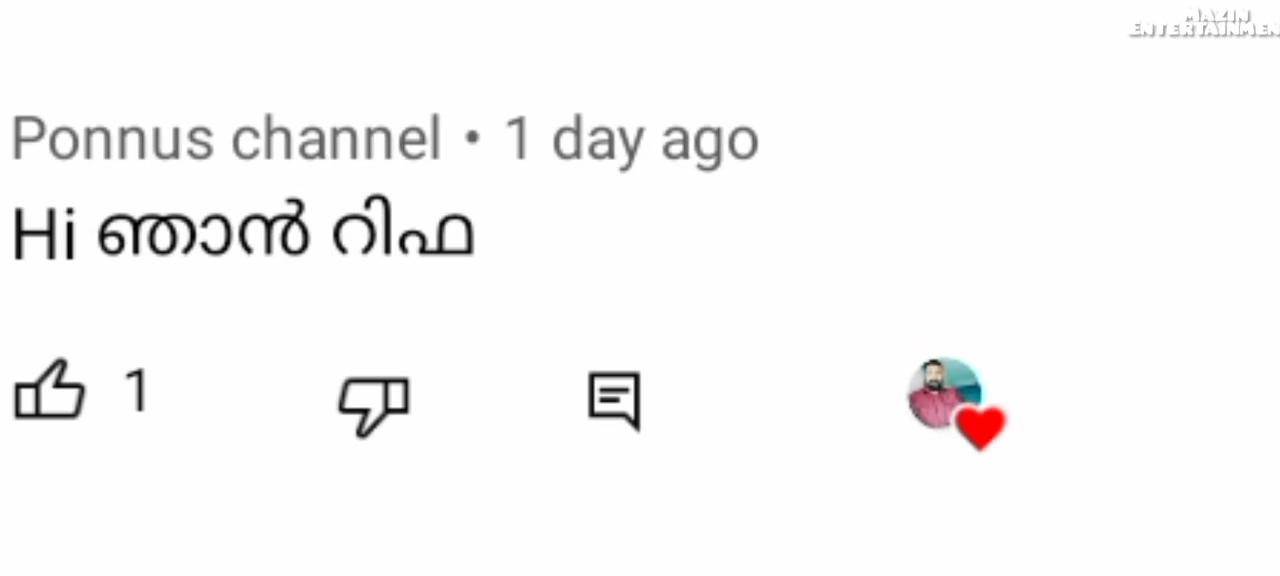 MAZIN
ENTERTAINMEN
Ponnus channel • 1 day ago
Hi ഞാൻ റിഫ
1